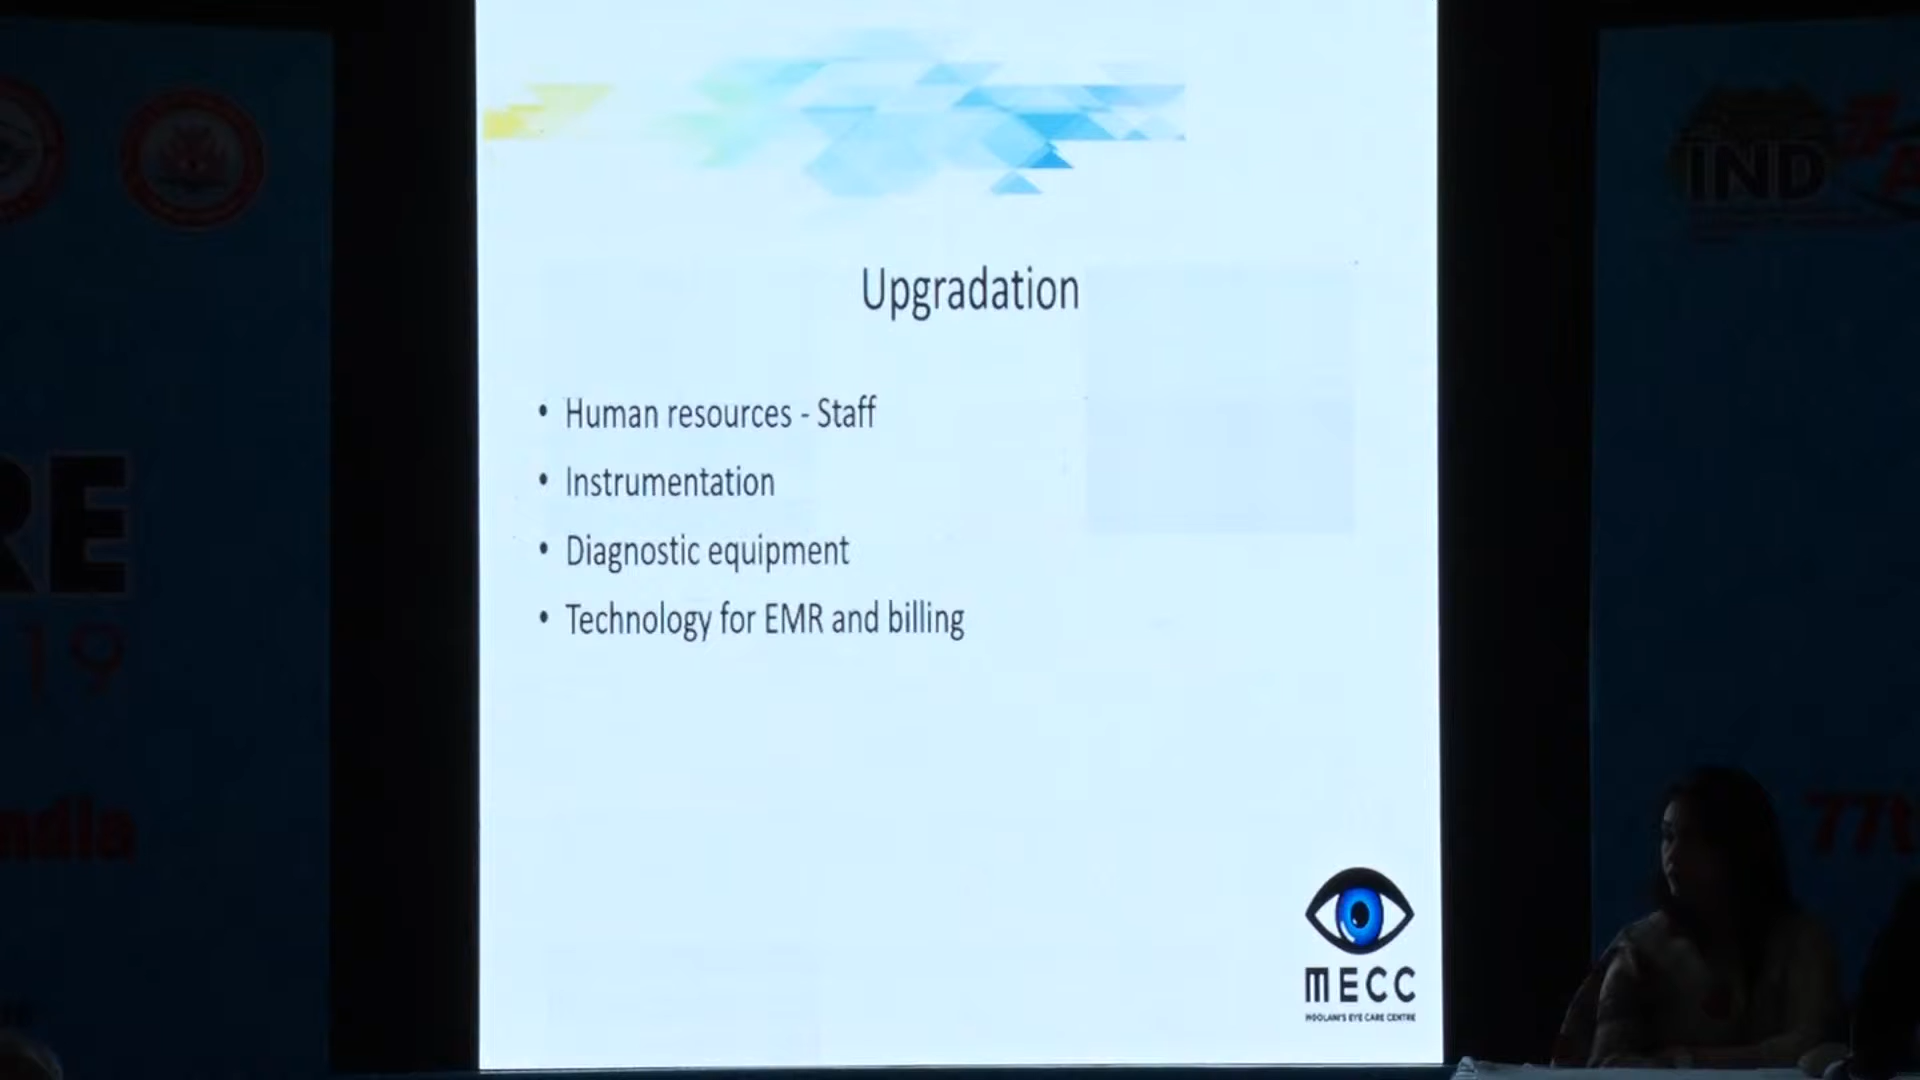 Upgradation
• Human resources - Staff
• Instrumentation
• Diagnostic equipment
• Technology for EMR and billing
MECC
MOOLANI'S EYE CARE CENTRE
RE
19
ndia
IND
77t